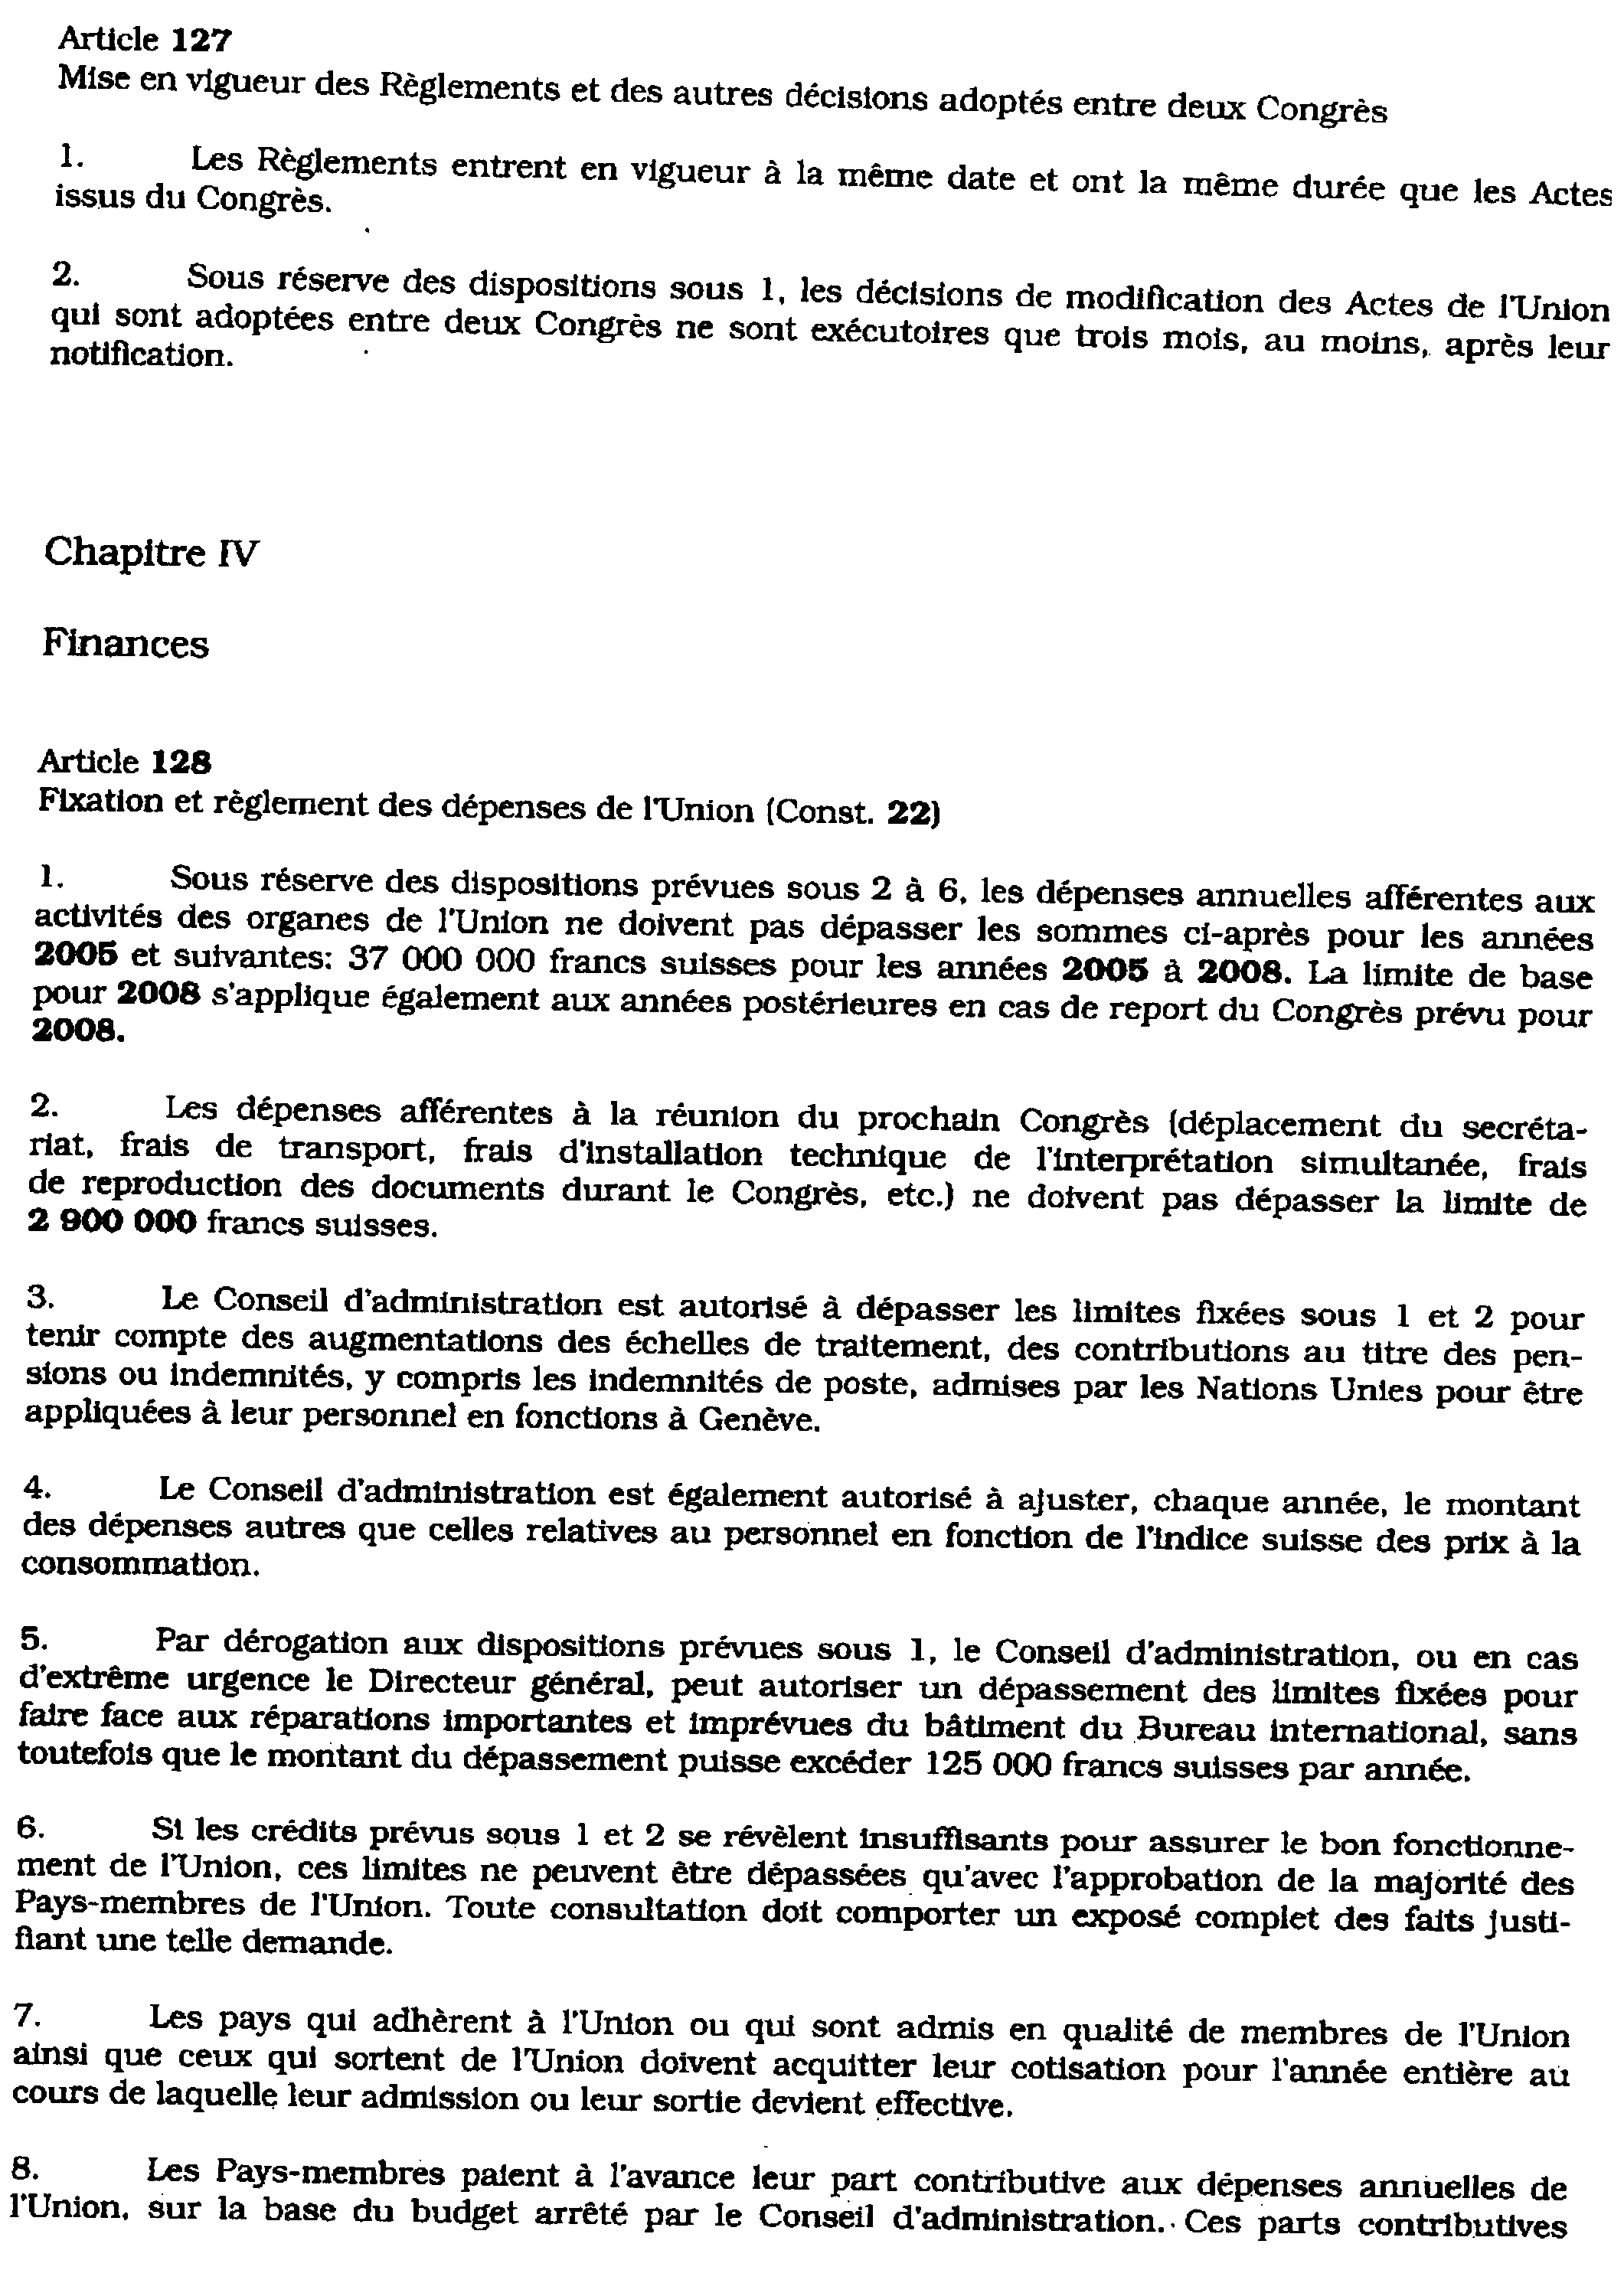 Article 127
Mise en vigueur des Règlements et des autres décisions adoptés entre deux Congrès
1. Les Règlements entrent en vigueur à la même date et ont la même durée que les Actes
issus du Congrès.
2. Sous réserve des dispositions sous 1, les décisions de modification des Actes de l'Union
qui sont adoptées entre deux Congrès ne sont exécutoires que trois mois, au moins, après leur
notification.
Chapitre IV
Finances
Article 128
Fixation et règlement des dépenses de l'Union (Const. 22)
1. Sous réserve des dispositions prévues sous 2 à 6, les dépenses annuelles afférentes aux
activités des organes de l'Union ne doivent pas dépasser les sommes ci-après pour les années
2005 et suivantes: 37 000 000 francs suisses pour les années 2005 à 2008. La limite de base
pour 2008 s'applique également aux années postérieures en cas de report du Congrès prévu pour
2008.
2. Les dépenses afférentes à la réunion du prochain Congrès (déplacement du secréta-
riat, frais de transport, frais d'installation technique de l'interprétation simultanée, frais
de reproduction des documents durant le Congrès, etc.) ne doivent pas dépasser la limite de
2 900 000 francs suisses.
3. Le Conseil d'administration est autorisé à dépasser les limites fixées sous 1 et 2 pour
tenir compte des augmentations des échelles de traitement, des contributions au titre des pen-
sions ou indemnités, y compris les indemnités de poste, admises par les Nations Unies pour être
appliquées à leur personnel en fonctions à Genève.
4. Le Conseil d'administration est également autorisé à ajuster, chaque année, le montant
des dépenses autres que celles relatives au personnel en fonction de l'indice suisse des prix à la
consommation.
5. Par dérogation aux dispositions prévues sous 1, le Conseil d'administration, ou en cas
d'extrême urgence le Directeur général, peut autoriser un dépassement des limites fixées pour
faire face aux réparations importantes et imprévues du bâtiment du Bureau international, sans
toutefois que le montant du dépassement puisse excéder 125 000 francs suisses par année.
6. Si les crédits prévus sous 1 et 2 se révèlent insuffisants pour assurer le bon fonctionne-
ment de l'Union, ces limites ne peuvent être dépassées qu'avec l'approbation de la majorité des
Pays-membres de l'Union. Toute consultation doit comporter un exposé complet des faits justi-
fiant une telle demande.
7. Les pays qui adhèrent à l'Union ou qui sont admis en qualité de membres de l'Union
ainsi que ceux qui sortent de l'Union doivent acquitter leur cotisation pour l'année entière au
cours de laquelle leur admission ou leur sortie devient effective.
8. Les Pays-membres paient à l'avance leur part contributive aux dépenses annuelles de
l'Union, sur la base du budget arrêté par le Conseil d'administration. Ces parts contributives